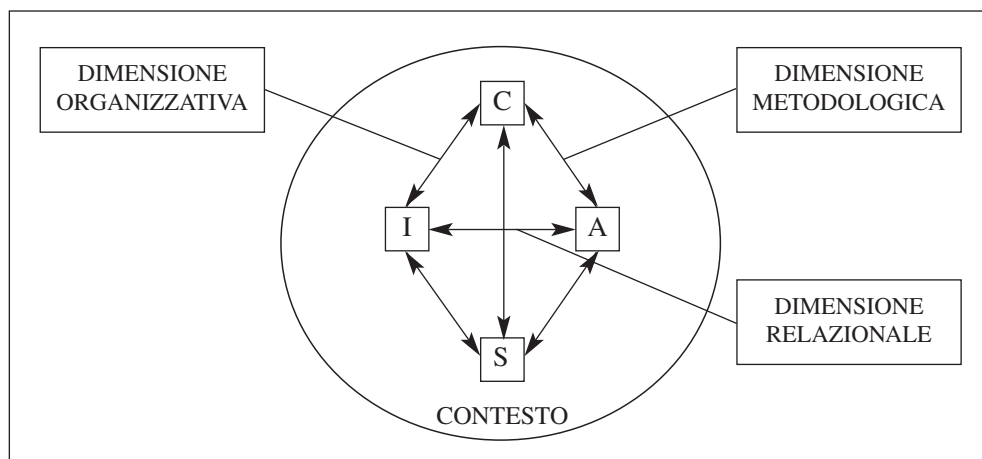 DIMENSIONE
ORGANIZZATIVA
DIMENSIONE
METODOLOGICA
C
I
A
S
DIMENSIONE
RELAZIONALE
CONTESTO